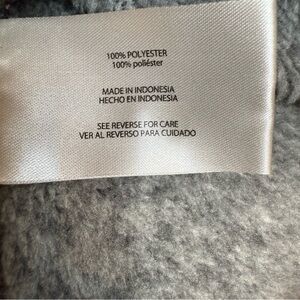 100% POLYESTER
100% poliéster
MADE IN INDONESIA
HECHO EN INDONESIA
SEE REVERSE FOR CARE
VER AL REVERSO PARA CUIDADO